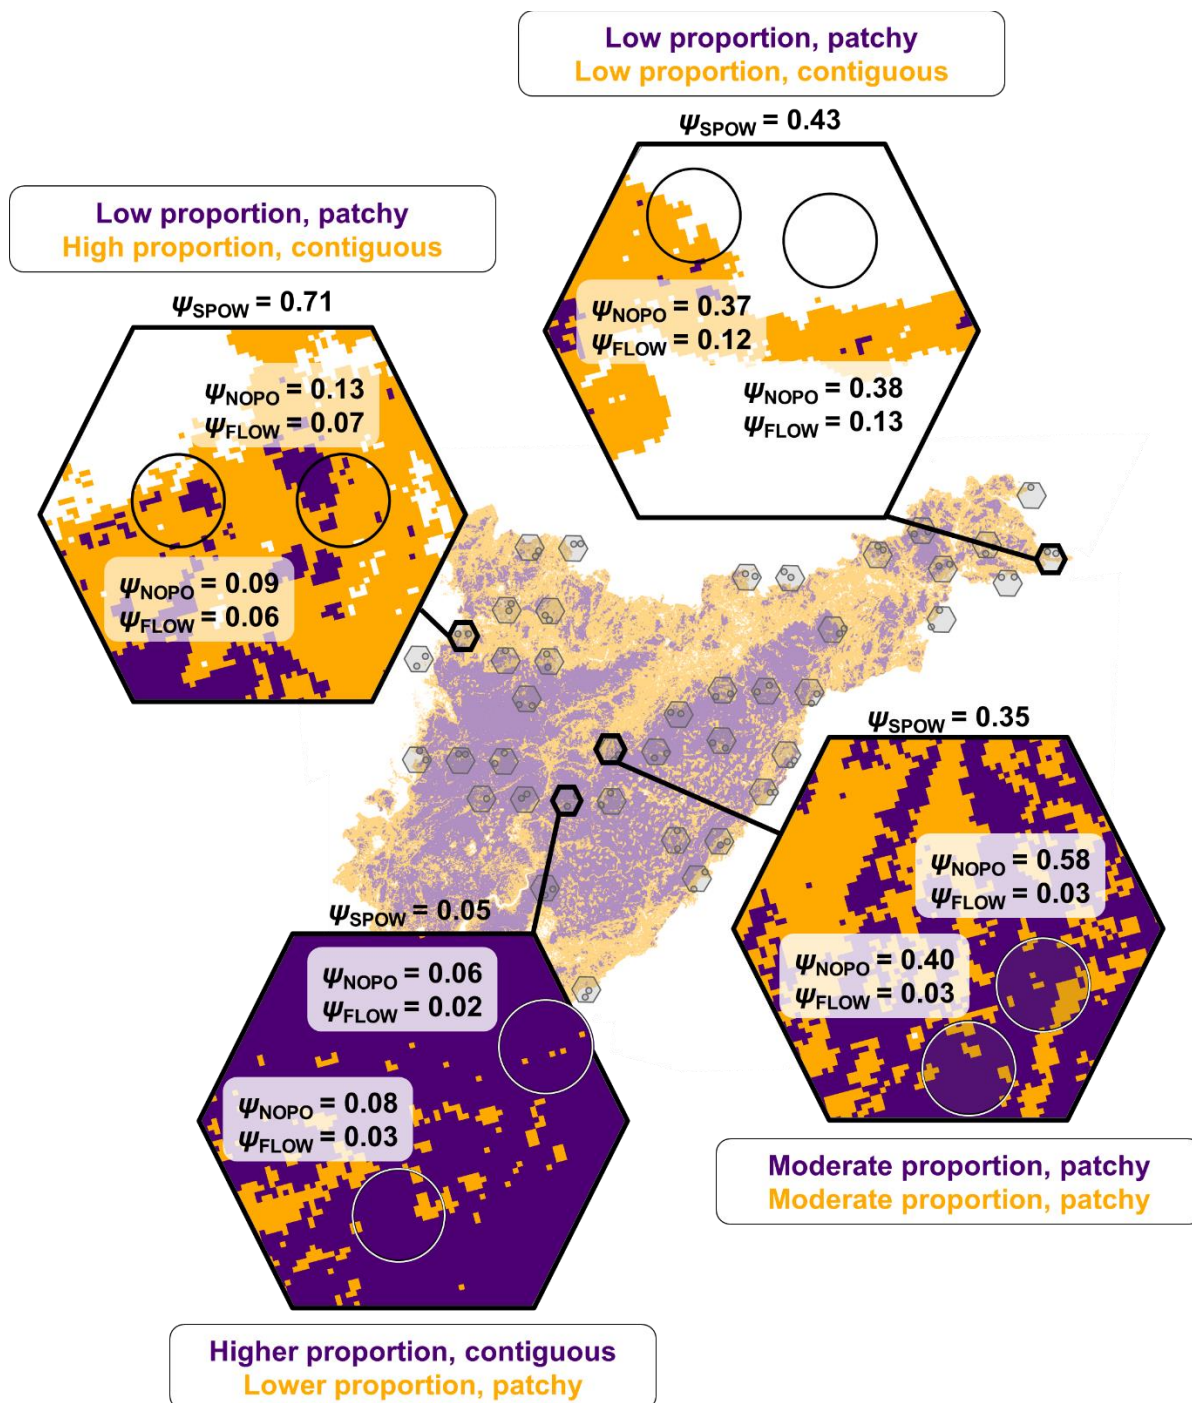 Low proportion, patchy
Low proportion, contiguous
ψSPOW = 0.43
ψNOPO = 0.37
ψFLOW = 0.12
ψNOPO = 0.38
ψFLOW = 0.13
Low proportion, patchy
High proportion, contiguous
ψSPOW = 0.71
ψNOPO = 0.13
ψFLOW = 0.07
ψNOPO = 0.09
ψFLOW = 0.06
ψSPOW = 0.35
ψNOPO = 0.58
ψFLOW = 0.03
ψNOPO = 0.40
ψFLOW = 0.03
Moderate proportion, patchy
Moderate proportion, patchy
ψSPOW = 0.05
ψNOPO = 0.06
ψFLOW = 0.02
ψNOPO = 0.08
ψFLOW = 0.03
Higher proportion, contiguous
Lower proportion, patchy